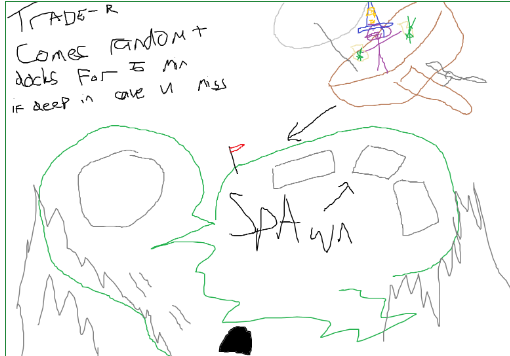 TRADE-R
Comes random +
docks For 5 Min
IF deep in cave U miss
SPAwn